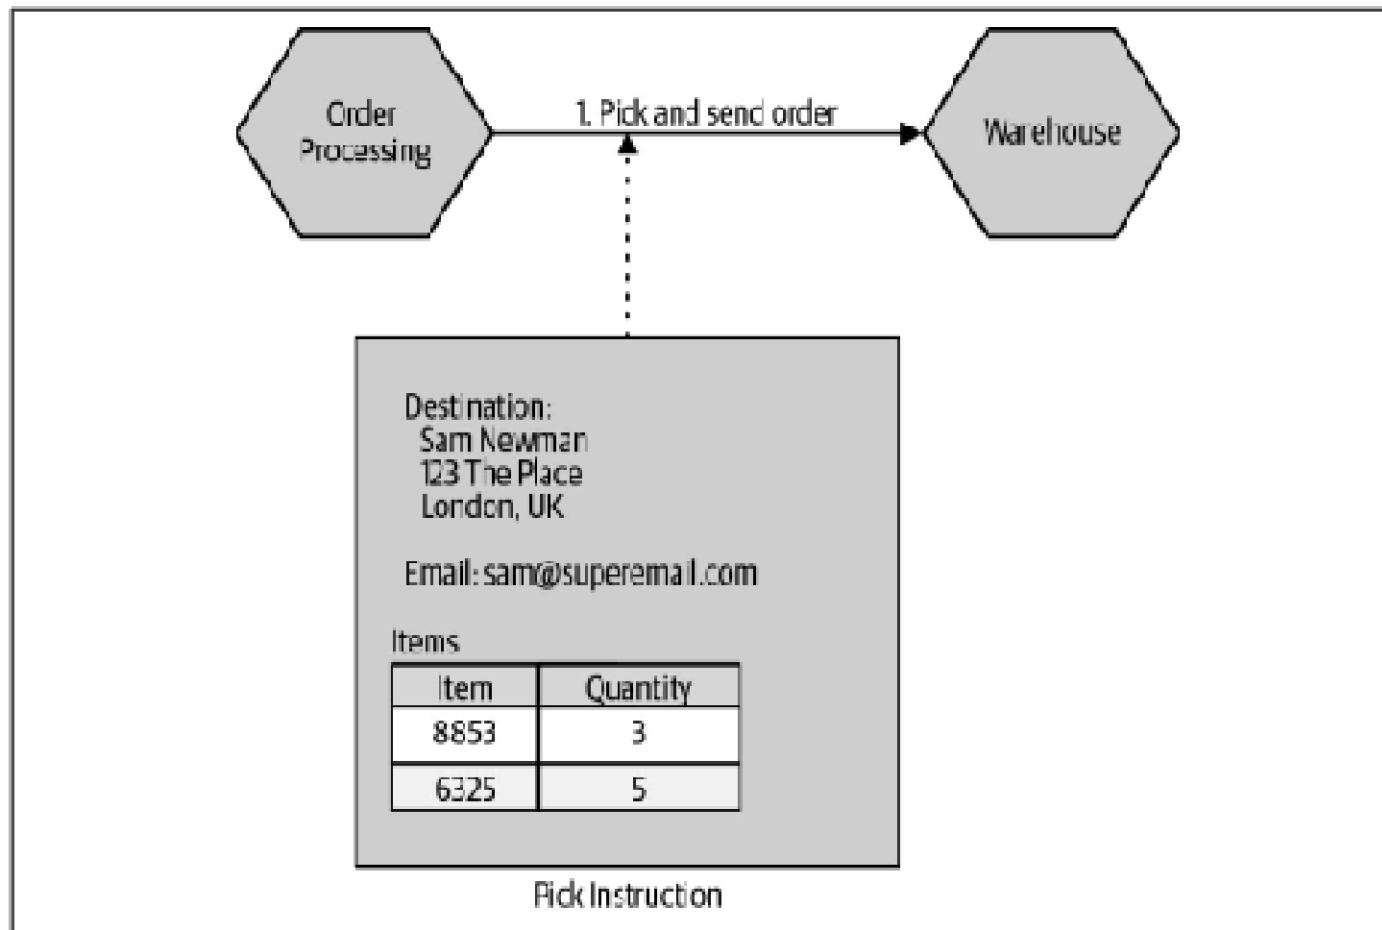 Order
Processing
1. Pick and send order
Warehouse
Destination:
Sam Newman
123 The Place
London, UK
Email: sam@superemail.com
Items
Item Quantity
8853 3
6325 5
Pick Instruction